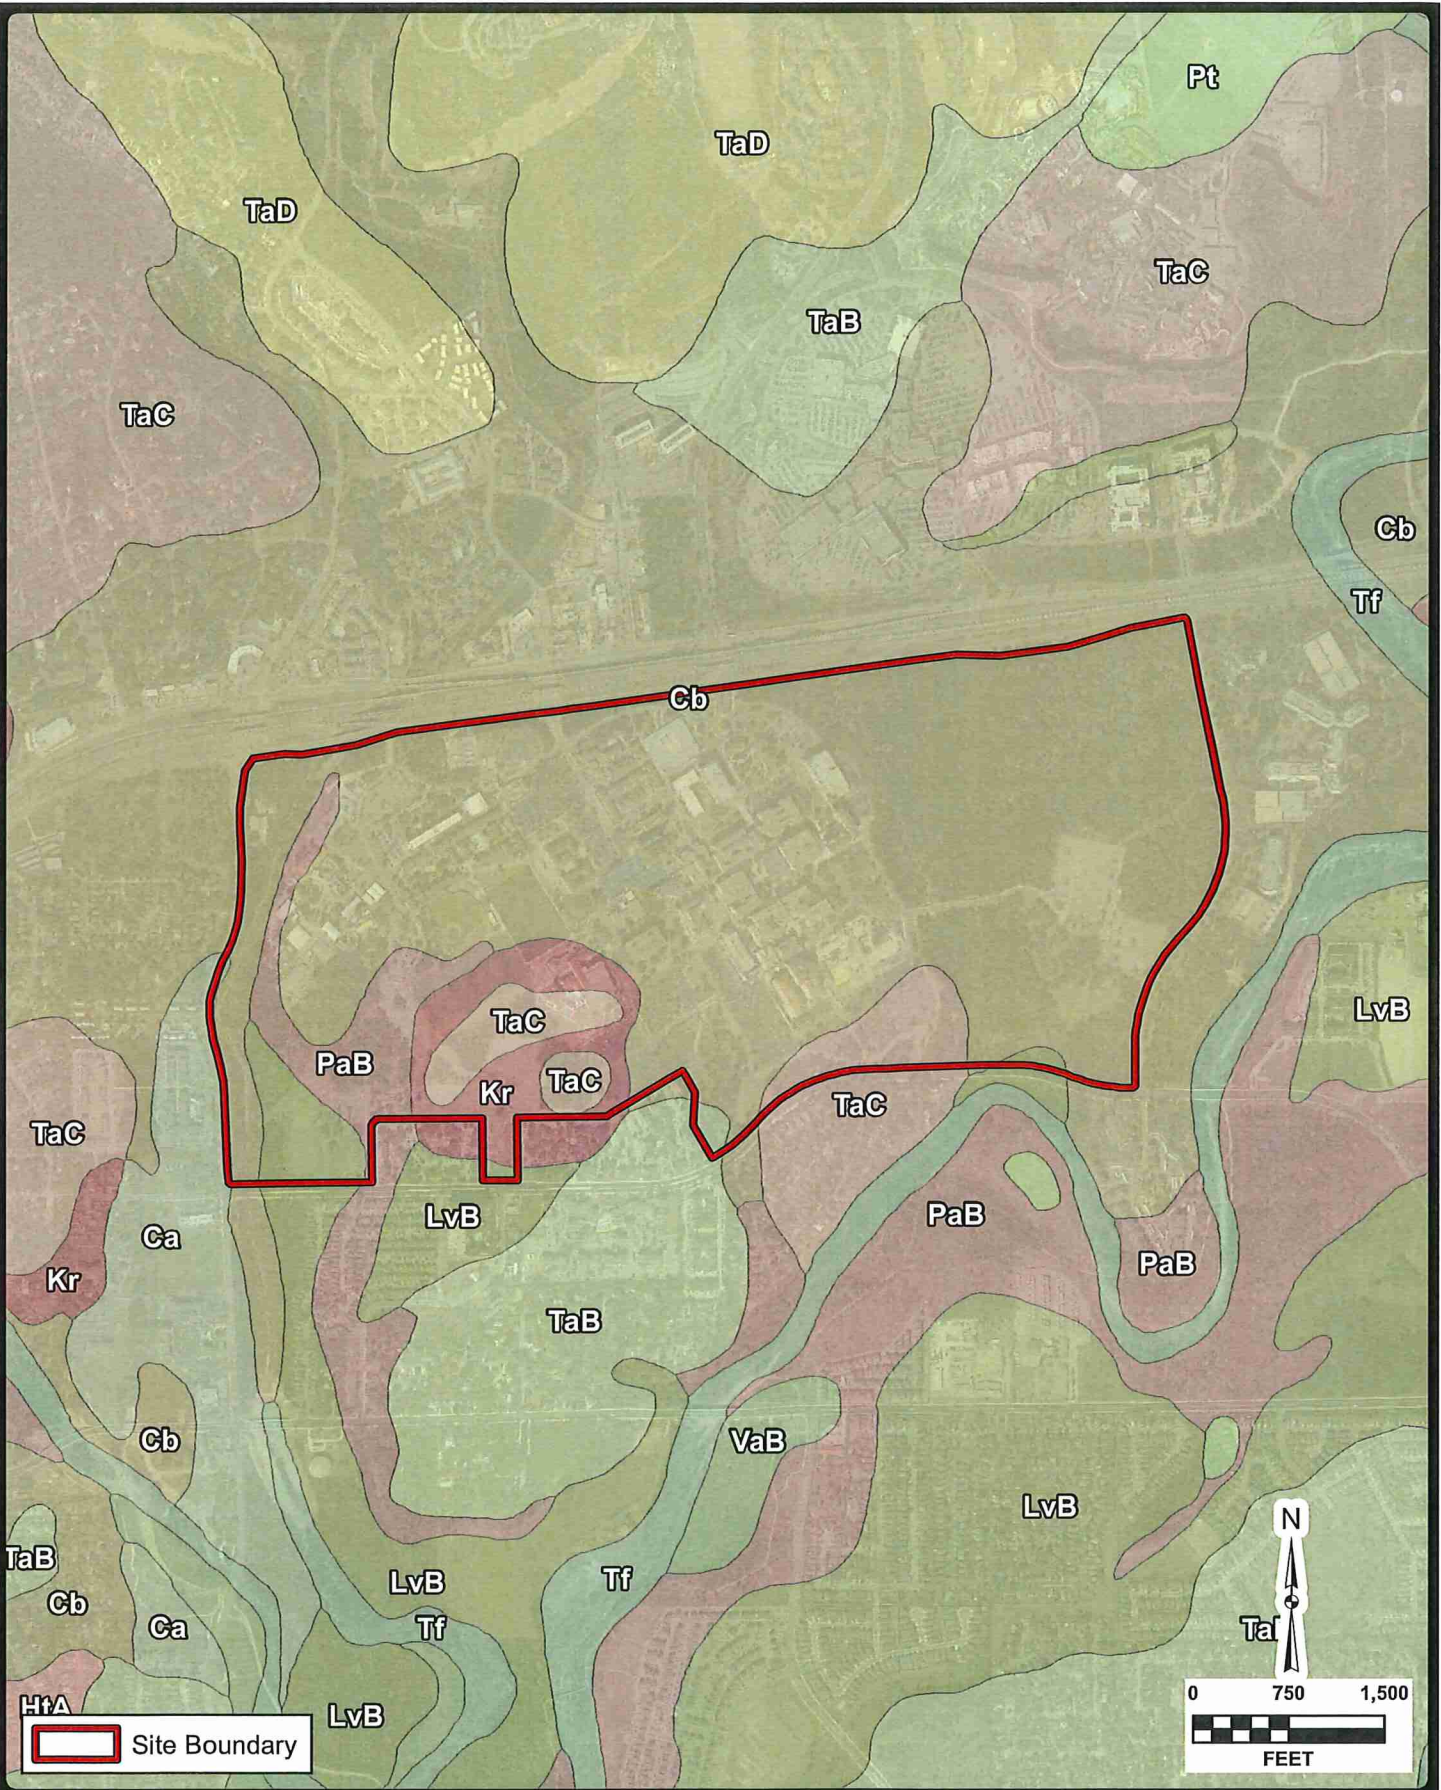 Pt
TaD
TaD
TaC
TaB
TaC
Cb
Tf
Cb
LvB
TaC
PaB
TaC
Kr
TaC
TaC
PaB
LvB
Ca
PaB
Kr
TaB
Cb
VaB
LvB
N
TaB
LvB
Tf
Cb
Ca
Tf
HtA
LvB
Site Boundary
0 750 1,500
FEET